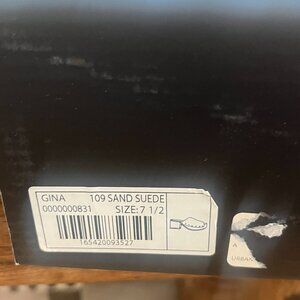 GINA 109 SAND SUEDE
0000000831 SIZE: 7 1/2
165420093527
A